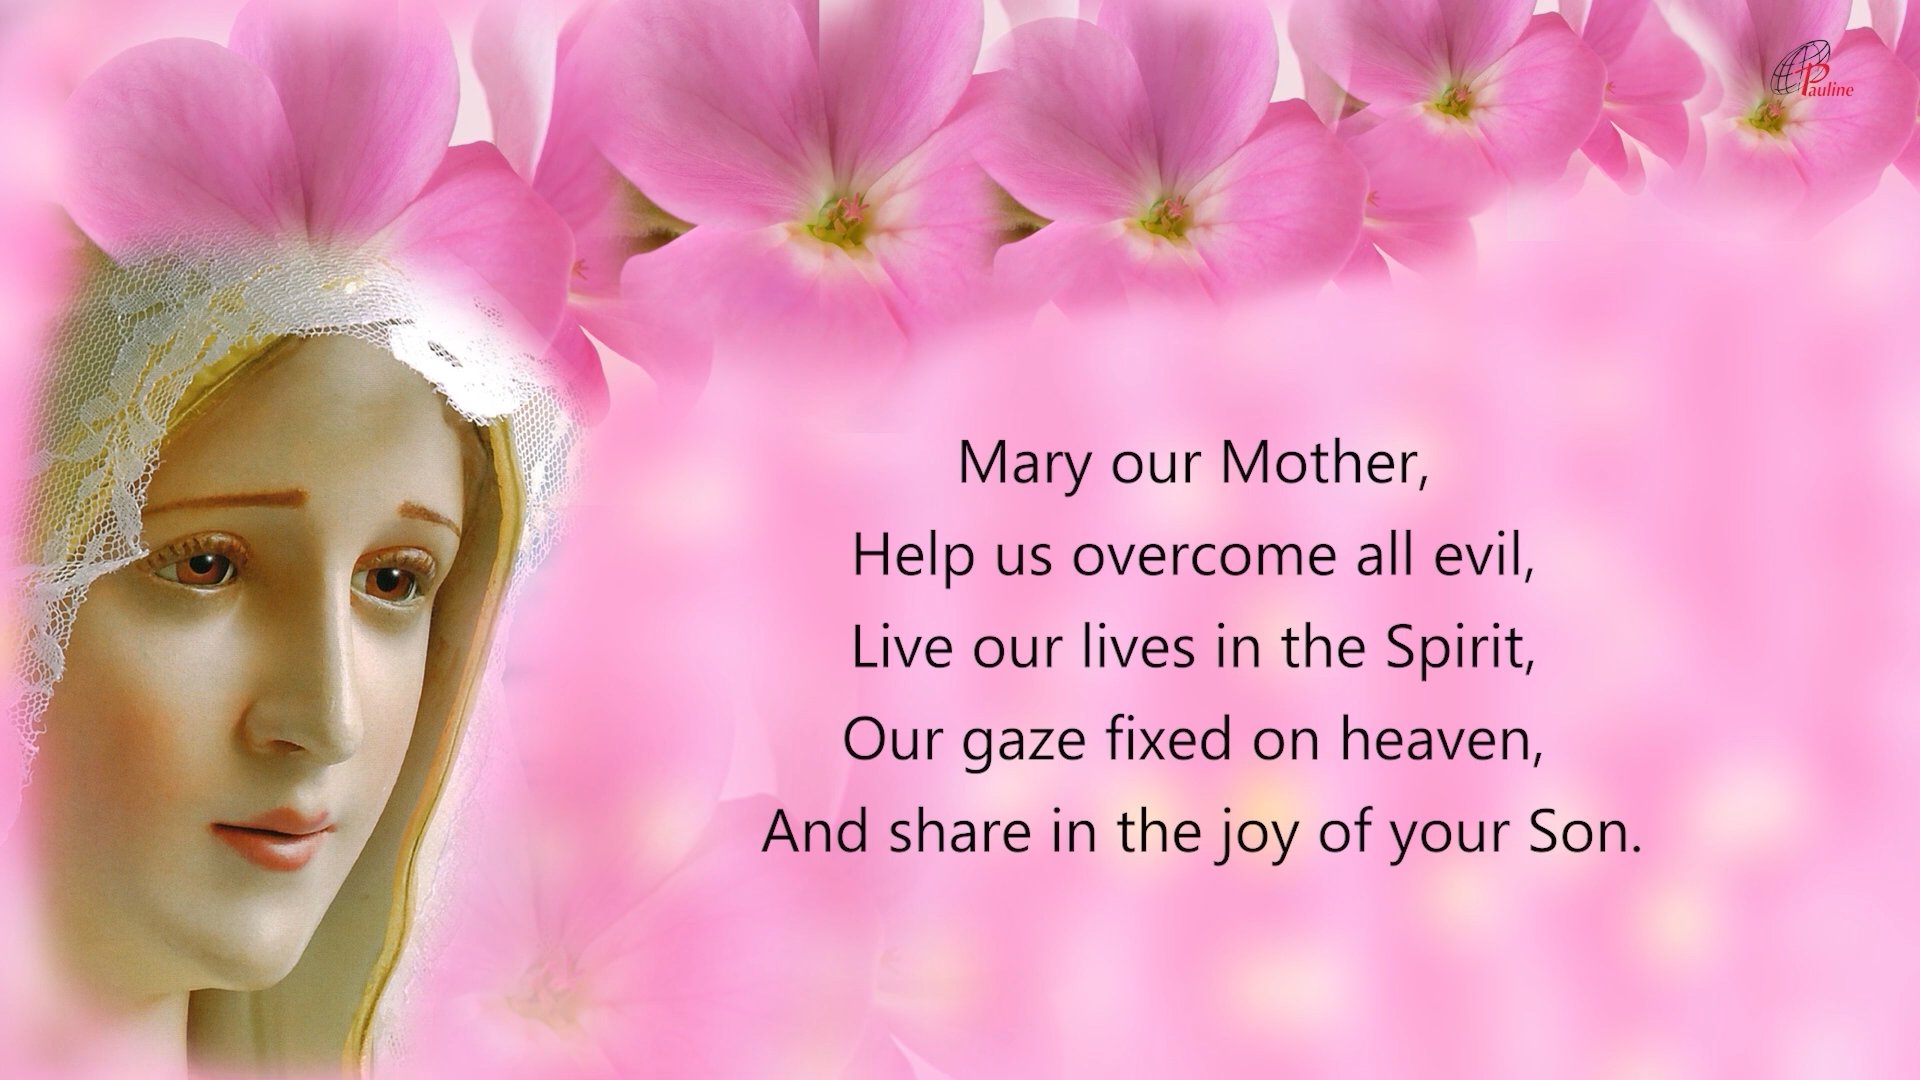 Pauline
Mary our Mother,
Help us overcome all evil,
Live our lives in the Spirit,
Our gaze fixed on heaven,
And share in the joy of your Son.